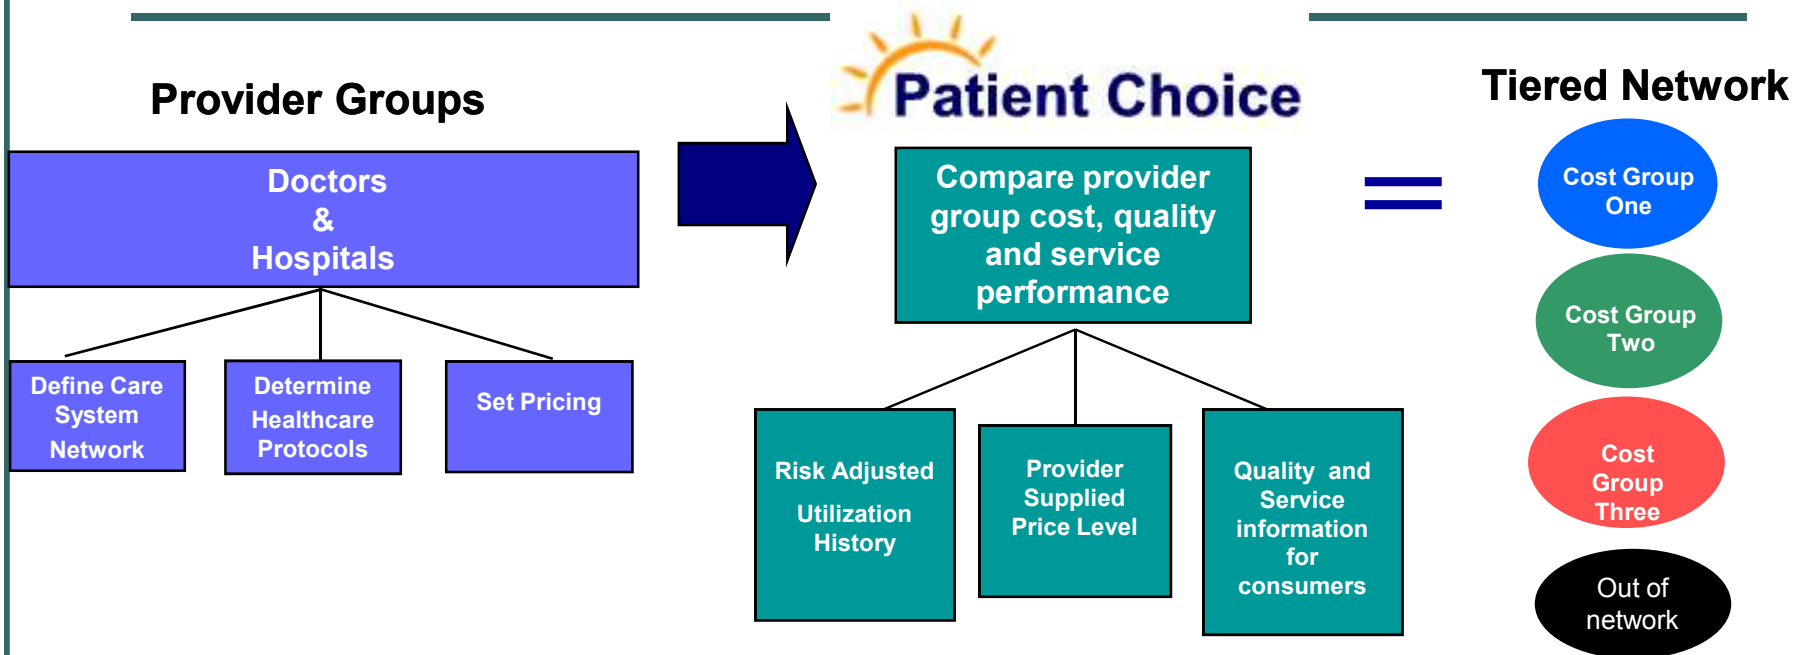 Provider Groups
Doctors
&
Hospitals
Define Care
System
Network
Determine
Healthcare
Protocols
Set Pricing
Patient Choice
Compare provider
group cost, quality
and service
performance
Risk Adjusted
Utilization
History
Provider
Supplied
Price Level
Quality and
Service
information
for
consumers
=
Tiered Network
Cost Group
One
Cost Group
Two
Cost
Group
Three
Out of
network